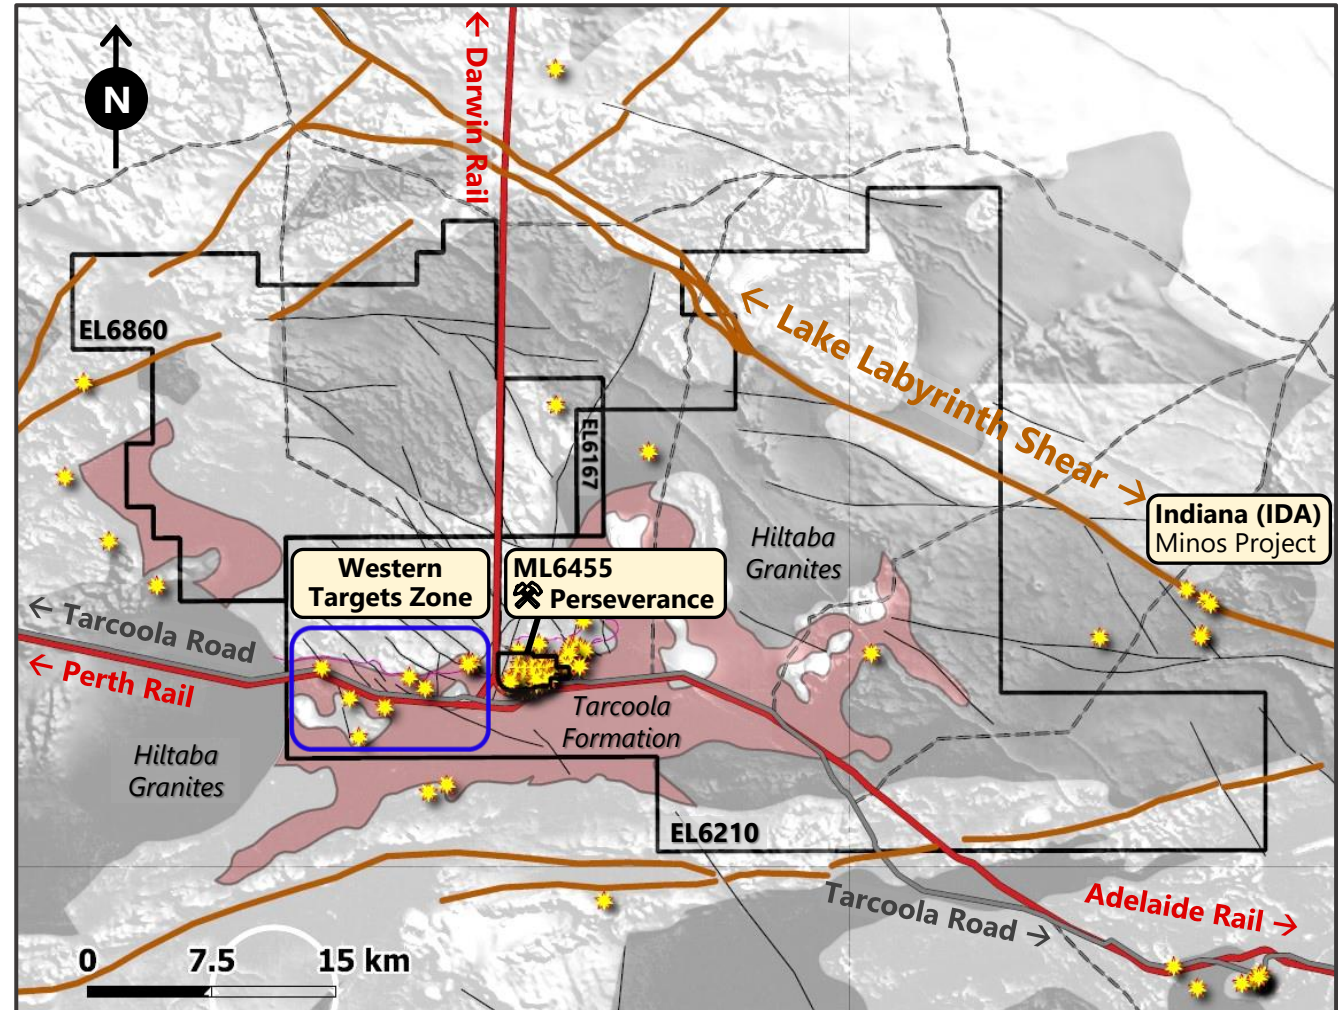 N
← Darwin Rail
EL6860
← Lake Labyrinth Shear →
EL6167
Indiana (IDA)
Minos Project
Hiltaba
Granites
Western
Targets Zone
ML6455
⚒ Perseverance
← Tarcoola Road
← Perth Rail
Tarcoola
Formation
Hiltaba
Granites
EL6210
Tarcoola Road →
Adelaide Rail →
0 7.5 15 km